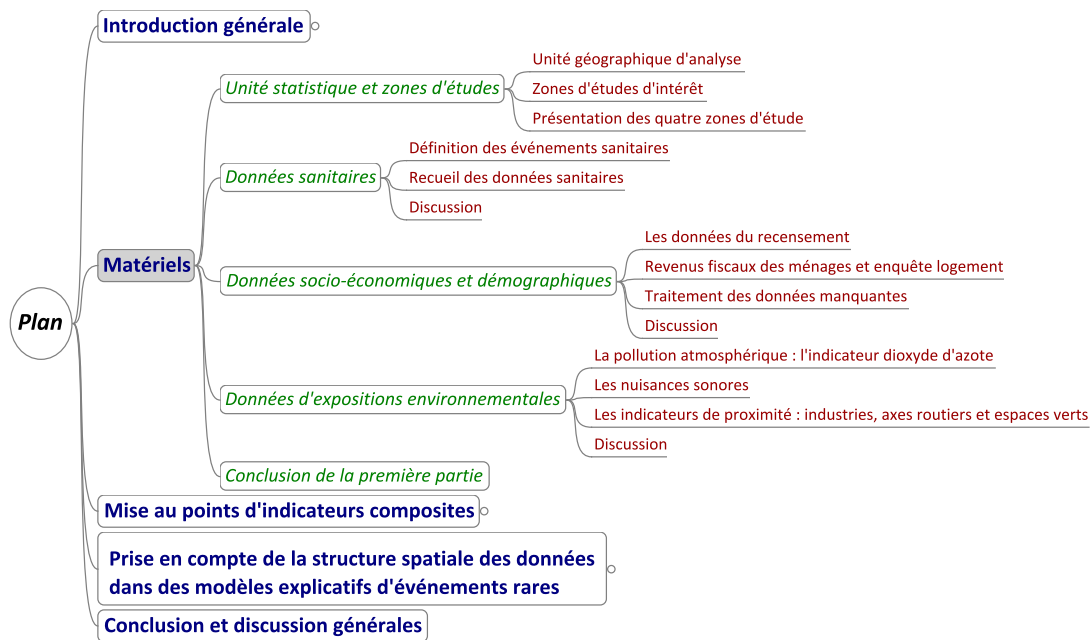 Plan
Introduction générale
Matériels
Unité statistique et zones d'études
Unité géographique d'analyse
Zones d'études d'intérêt
Présentation des quatre zones d'étude
Données sanitaires
Définition des événements sanitaires
Recueil des données sanitaires
Discussion
Données socio-économiques et démographiques
Les données du recensement
Revenus fiscaux des ménages et enquête logement
Traitement des données manquantes
Discussion
Données d'expositions environnementales
La pollution atmosphérique : l'indicateur dioxyde d'azote
Les nuisances sonores
Les indicateurs de proximité : industries, axes routiers et espaces verts
Discussion
Conclusion de la première partie
Mise au points d'indicateurs composites
Prise en compte de la structure spatiale des données
dans des modèles explicatifs d'événements rares
Conclusion et discussion générales